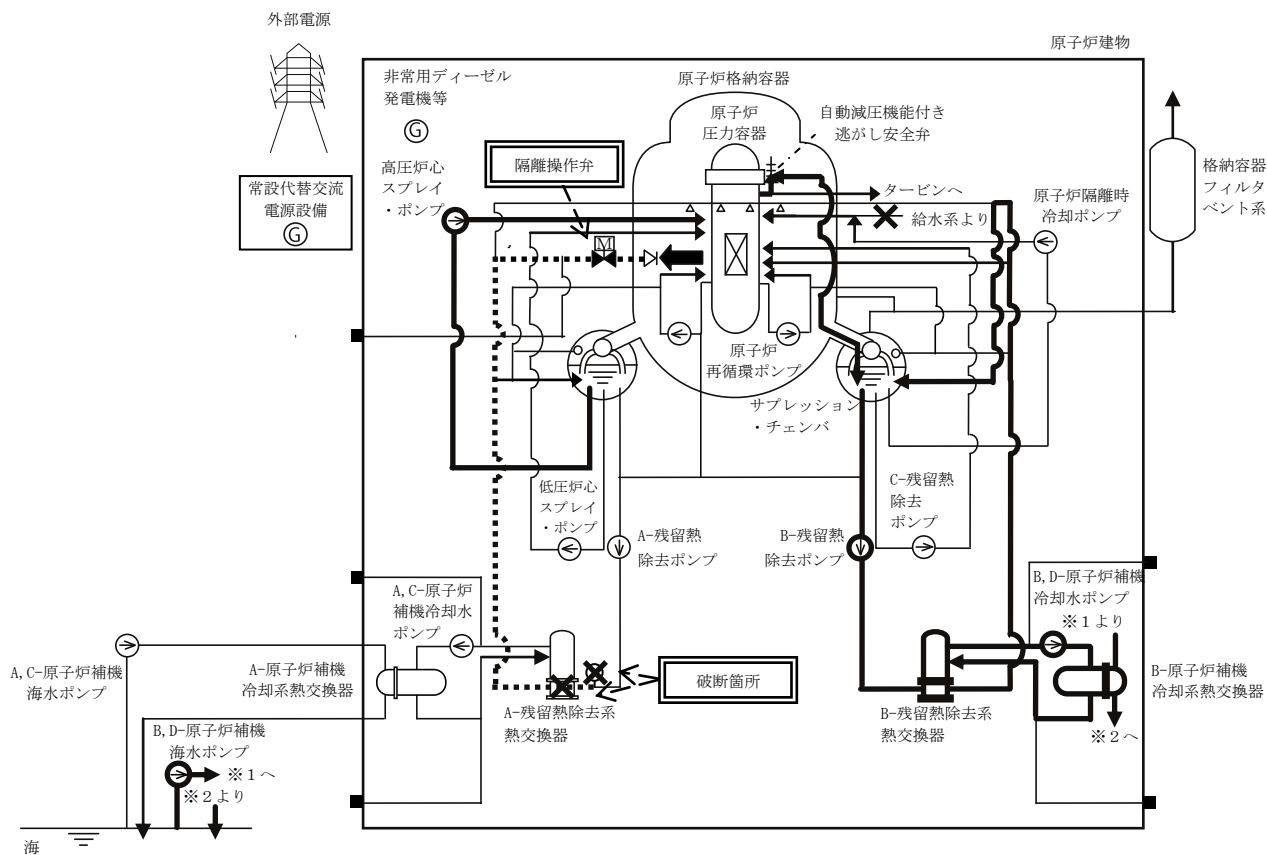 外部電源
原子炉建物
非常用ディーゼル
発電機等
G
原子炉格納容器
原子炉
圧力容器
自動減圧機能付き
逃がし安全弁
隔離操作弁
高圧炉心
スプレイ
・ポンプ
常設代替交流
電源設備
G
タービンへ
給水系より
原子炉隔離時
冷却ポンプ
格納容器
フィルタ
ベント系
M
原子炉
再循環ポンプ
サプレッション
・チェンバ
低圧炉心
スプレイ
・ポンプ
A-残留熱
除去ポンプ
B-残留熱
除去ポンプ
C-残留熱
除去
ポンプ
A,C-原子炉
補機冷却水
ポンプ
B,D-原子炉補機
冷却水ポンプ
※1より
A,C-原子炉補機
海水ポンプ
A-原子炉補機
冷却系熱交換器
破断箇所
B-原子炉補機
冷却系熱交換器
A-残留熱除去系
熱交換器
B-残留熱除去系
熱交換器
※2へ
B,D-原子炉補機
海水ポンプ
※1へ
※2より
海